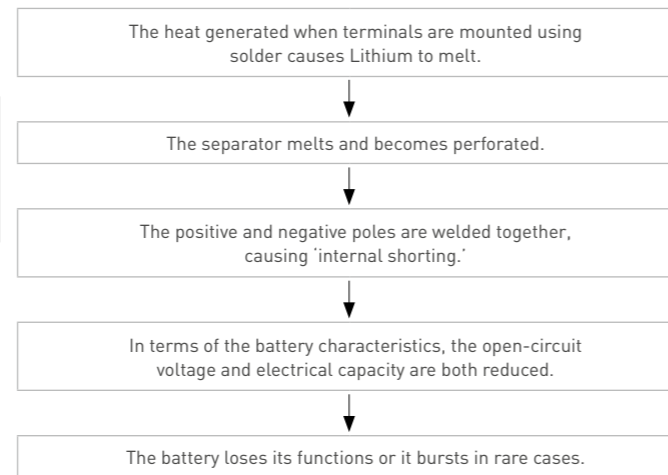 The heat generated when terminals are mounted using
solder causes Lithium to melt.
The separator melts and becomes perforated.
The positive and negative poles are welded together,
causing ‘internal shorting.’
In terms of the battery characteristics, the open-circuit
voltage and electrical capacity are both reduced.
The battery loses its functions or it bursts in rare cases.